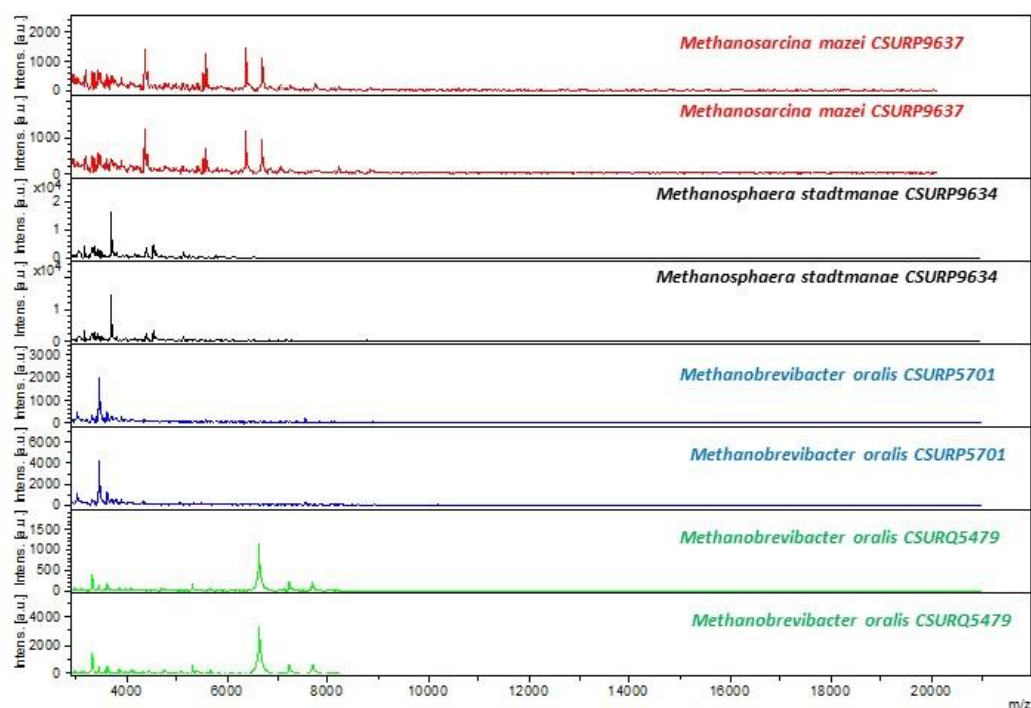 Intens. [a.u.]
2000
1000
0
Methanosarcina mazei CSURP9637
Intens. [a.u.]
1000
0
Methanosarcina mazei CSURP9637
Intens. [a.u.]
x10⁴
2
1
0
Methanosphaera stadtmanae CSURP9634
Intens. [a.u.]
x10⁴
1
0
Methanosphaera stadtmanae CSURP9634
Intens. [a.u.]
3000
2000
1000
0
Methanobrevibacter oralis CSURP5701
Intens. [a.u.]
6000
4000
2000
0
Methanobrevibacter oralis CSURP5701
Intens. [a.u.]
1500
1000
500
0
Methanobrevibacter oralis CSURQ5479
Intens. [a.u.]
4000
2000
0
Methanobrevibacter oralis CSURQ5479
4000 6000 8000 10000 12000 14000 16000 18000 20000
m/z